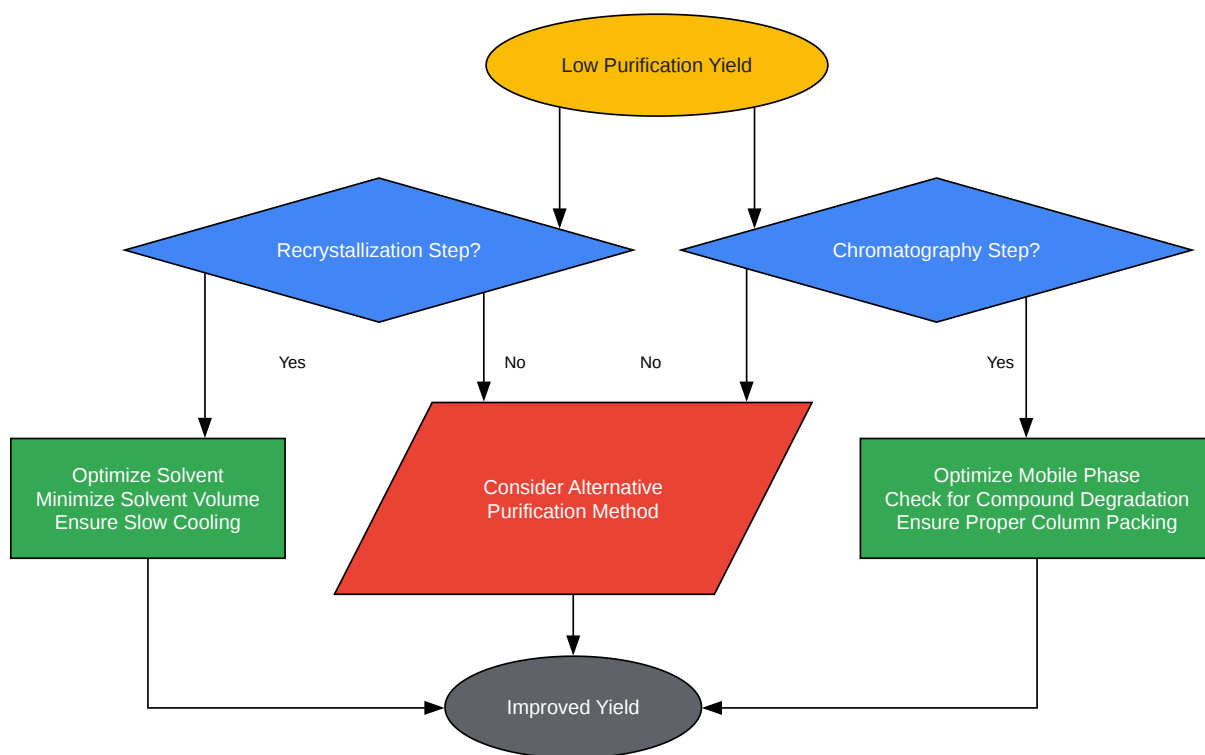 Low Purification Yield
Recrystallization Step?
Chromatography Step?
Yes
No
No
Yes
Optimize Solvent
Minimize Solvent Volume
Ensure Slow Cooling
Consider Alternative
Purification Method
Optimize Mobile Phase
Check for Compound Degradation
Ensure Proper Column Packing
Improved Yield